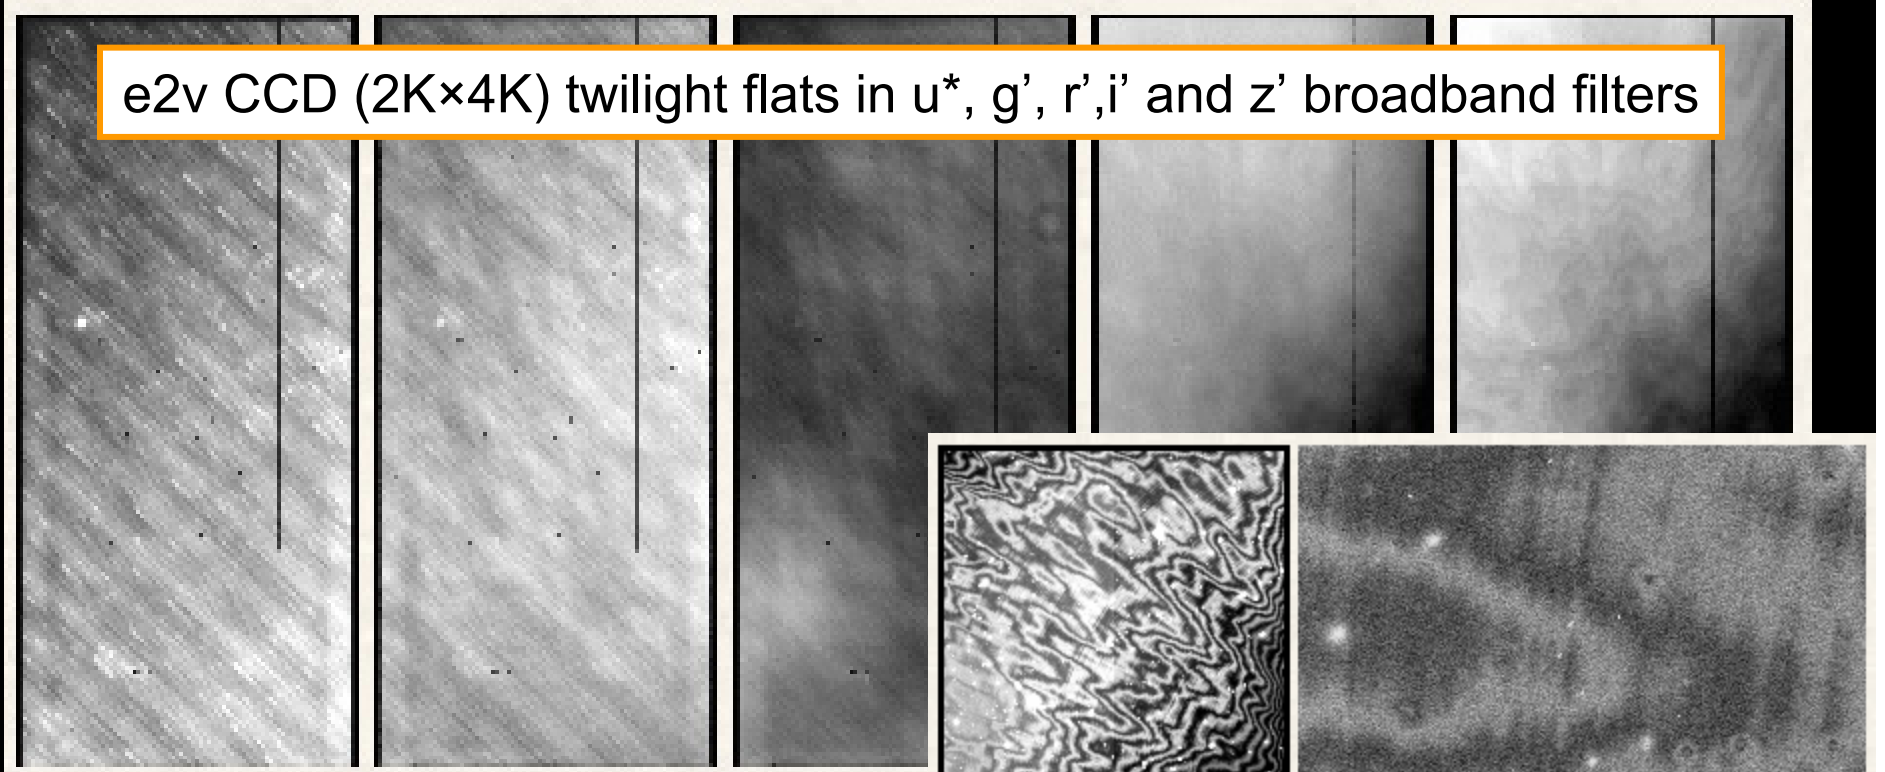 e2v CCD (2K×4K) twilight flats in u*, g’, r’,i’ and z’ broadband filters